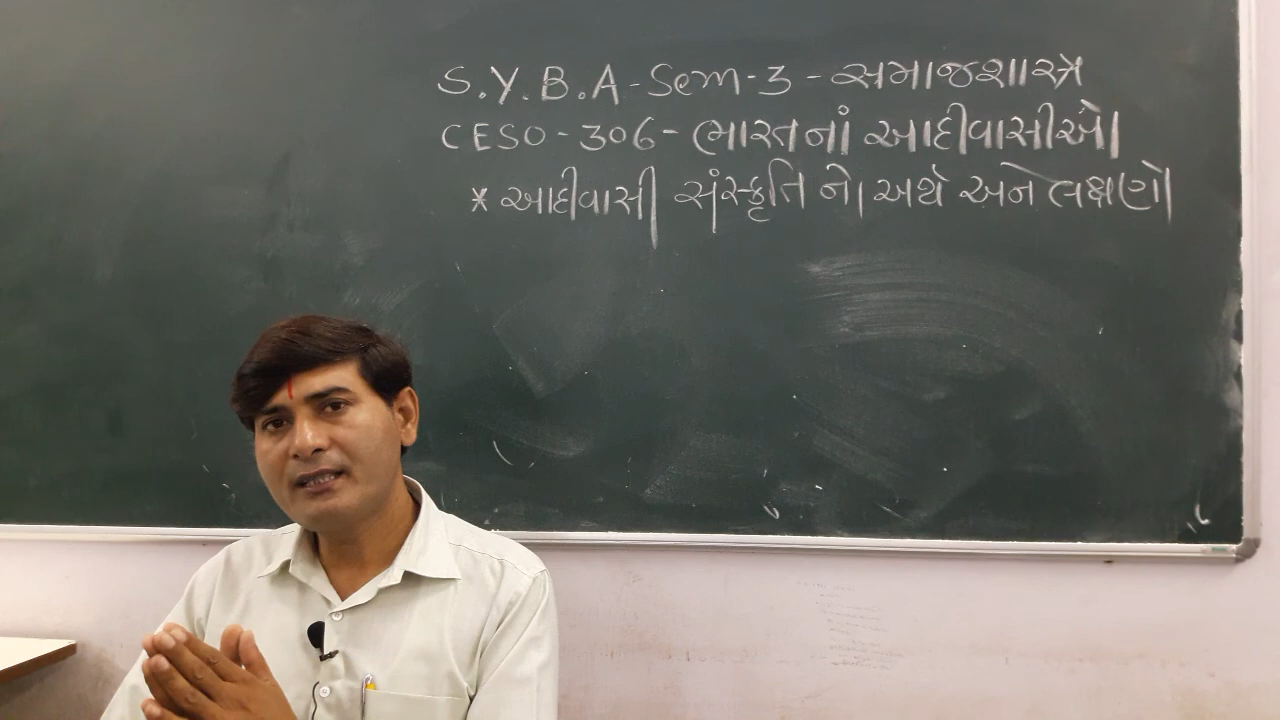 S.Y.B.A - Sem - 3 - સમાજશાસ્ત્ર
CESO - 306 - ભારતનાં આદીવાસીઓ
* આદીવાસી સંસ્કૃતિ નો અર્થ અને લક્ષણો